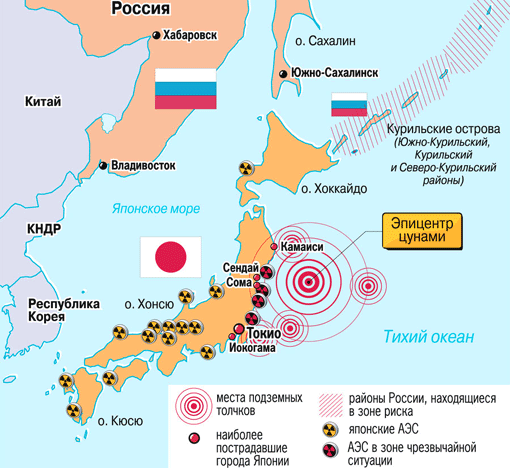 Россия
Хабаровск
о. Сахалин
Южно-Сахалинск
Китай
Курильские острова
(Южно-Курильский,
Курильский
и Северо-Курильский
районы)
Владивосток
о. Хоккайдо
Японское море
КНДР
Эпицентр
цунами
Камаиси
Сендай
Сома
Республика
Корея
о. Хонсю
Токио
Иокогама
Тихий океан
о. Кюсю
места подземных
толчков
наиболее
пострадавшие
города Японии
районы России, находящиеся
в зоне риска
японские АЭС
АЭС в зоне чрезвычайной
ситуации